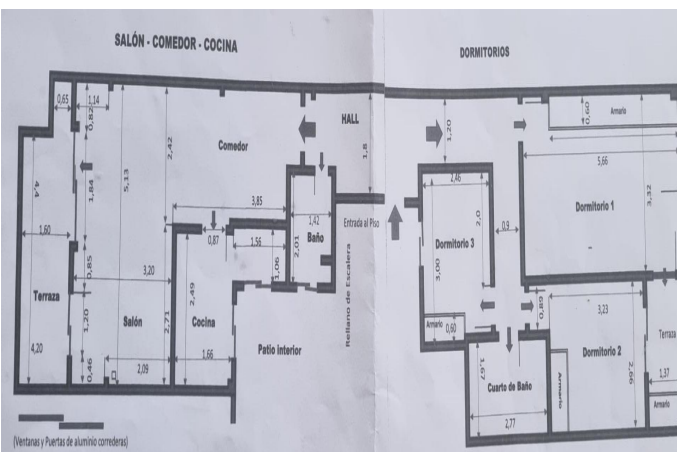 SALÓN - COMEDOR - COCINA
DORMITORIOS
0,65
1,14
0,82
HALL
1,20
0,60
Armario
2,42
Comedor
5,13
1,8
5,66
4,4
1,84
3,85
2,46
2,0
3,32
Dormitorio 1
1,60
0,87
1,56
1,42
Baño
2,01
Entrada al Piso
Dormitorio 3
0,9
0,85
1,06
3,20
3,00
Rellano de Escalera
Terraza
1,20
Salón
2,71
2,49
Cocina
Patio Interior
Armario
0,60
0,89
3,23
Terraza
4,20
0,46
2,09
1,66
1,67
Cuarto de Baño
Armario
Dormitorio 2
2,66
1,37
Armario
2,77
(Ventanas y Puertas de aluminio correderas)